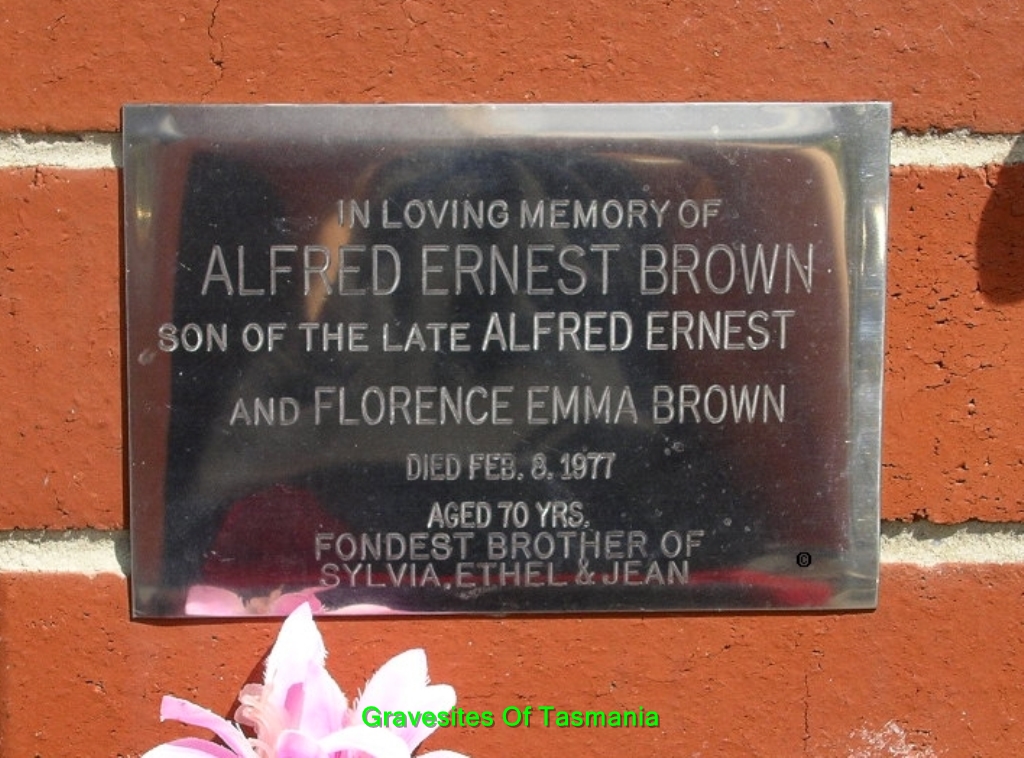 IN LOVING MEMORY OF
ALFRED ERNEST BROWN
SON OF THE LATE ALFRED ERNEST
AND FLORENCE EMMA BROWN
DIED FEB. 8. 1977
AGED 70 YRS.
FONDEST BROTHER OF
SYLVIA, ETHEL & JEAN
©
Gravesites Of Tasmania